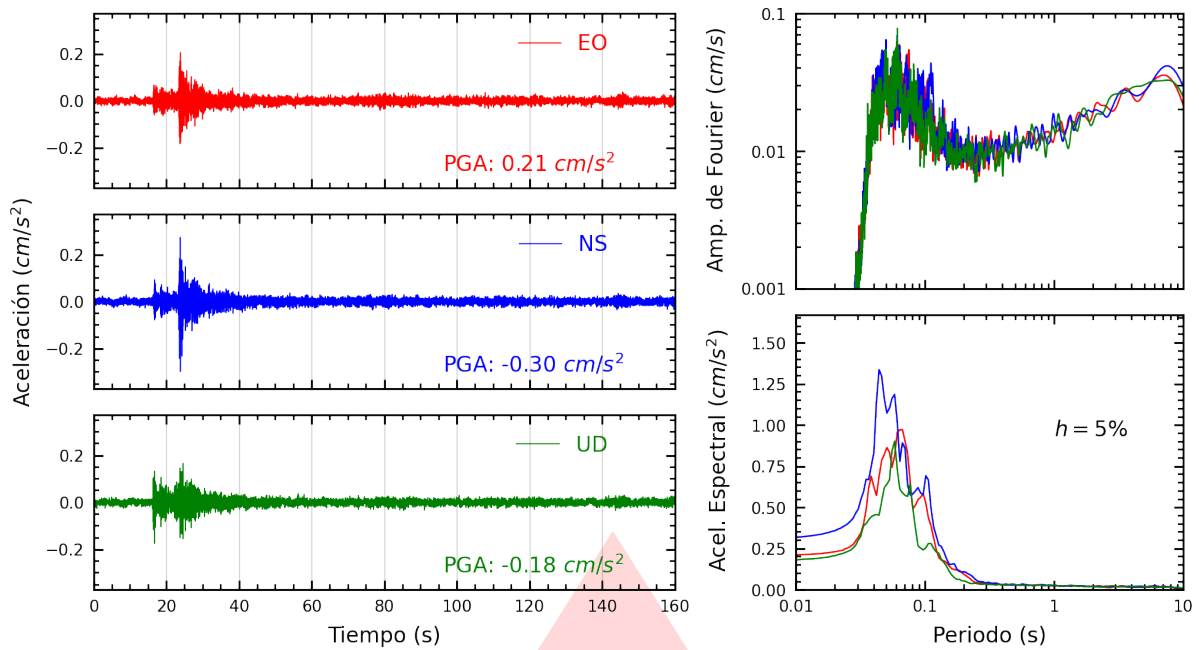 Aceleración (cm/s²)
0.2
0.0
−0.2
EO
PGA: 0.21 cm/s²
0.2
0.0
−0.2
NS
PGA: -0.30 cm/s²
0.2
0.0
−0.2
UD
PGA: -0.18 cm/s²
0 20 40 60 80 100 120 140 160
Tiempo (s)
Amp. de Fourier (cm/s)
0.1
0.01
0.001
Acel. Espectral (cm/s²)
1.50
1.25
1.00
0.75
0.50
0.25
0.00
h = 5%
0.01 0.1 1 10
Periodo (s)